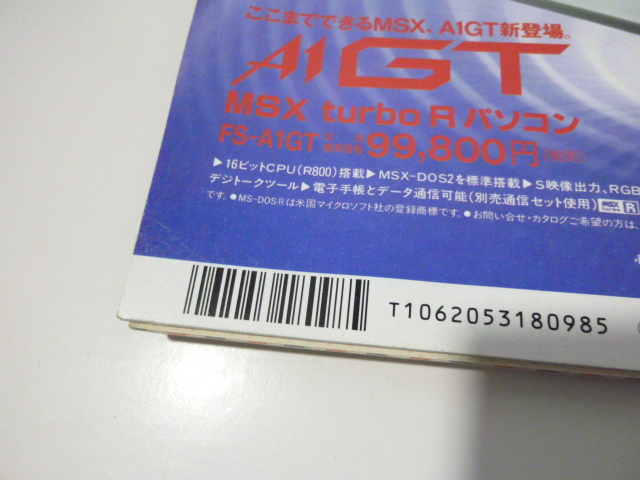 ここまでできるMSX、A1GT新登場。
A1GT
MSX turbo R パソコン
FS-A1GT 99,800円
▶16ビットCPU(R800)搭載▶MSX-DOS2を標準搭載▶S映像出力、RGB
デジトークツール▶電子手帳とデータ通信可能(別売通信セット使用) MSX turbo R
です。●MS-DOSⓇは米国マイクロソフト社の登録商標です。●お問い合せ・カタログご希望の方は、
T1062053180985